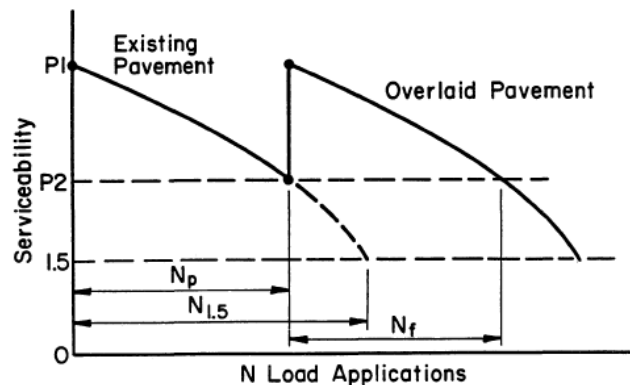 P1
Existing
Pavement
Overlaid Pavement
Serviceability
P2
1.5
Np
N1.5
Nf
0
N Load Applications